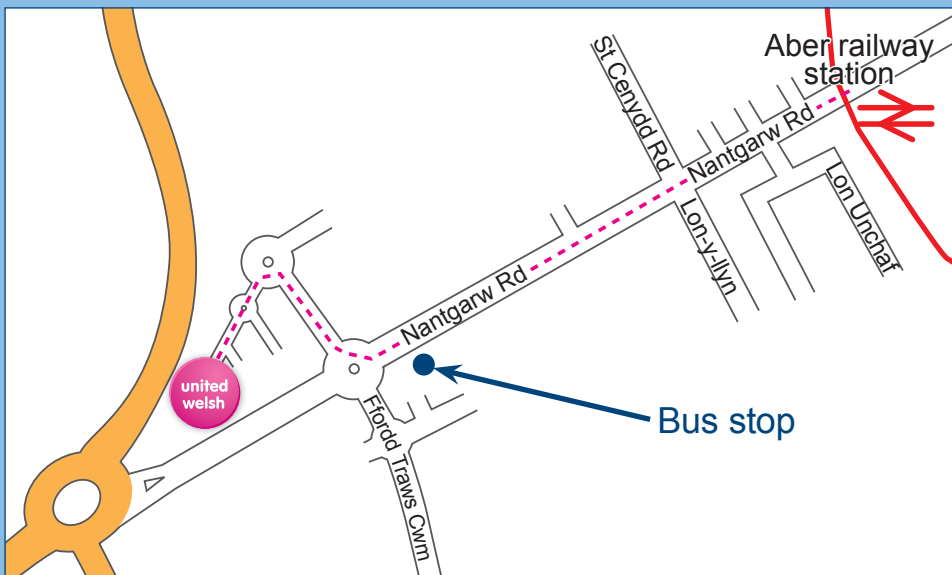 Aber railway
station
St Cenydd Rd
Nantgarw Rd
Lon Unchaf
Lon-y-llyn
Nantgarw Rd
united
welsh
Bus stop
Ffordd Traws Cwm